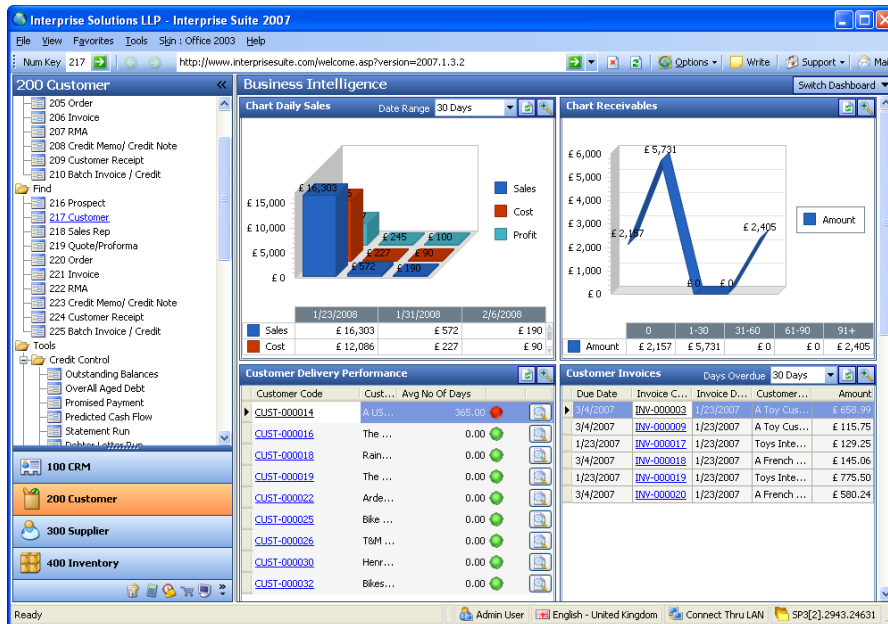 Interprise Solutions LLP - Interprise Suite 2007
File View Favorites Tools Skin : Office 2003 Help
Num Key 217 http://www.interprisesuite.com/welcome.asp?version=2007.1.3.2 Options Write Support Mai
200 Customer
205 Order
206 Invoice
207 RMA
208 Credit Memo/ Credit Note
209 Customer Receipt
210 Batch Invoice / Credit
Find
216 Prospect
217 Customer
218 Sales Rep
219 Quote/Proforma
220 Order
221 Invoice
222 RMA
223 Credit Memo/ Credit Note
224 Customer Receipt
225 Batch Invoice / Credit
Tools
Credit Control
Outstanding Balances
OverAll Aged Debt
Promised Payment
Predicted Cash Flow
Statement Run
Debtor Letter Run
100 CRM
200 Customer
300 Supplier
400 Inventory
Business Intelligence
Switch Dashboard
Chart Daily Sales Date Range 30 Days
£ 15,000
£ 10,000
£ 5,000
£ 0
£ 16,303
£ 245 £ 100
£ 227 £ 90
£ 572 £ 190
Sales
Cost
Profit
1/23/2008 1/31/2008 2/6/2008
Sales £ 16,303 £ 572 £ 190
Cost £ 12,086 £ 227 £ 90
Chart Receivables
£ 6,000
£ 5,000
£ 4,000
£ 3,000
£ 2,000
£ 1,000
£ 0
£ 5,731
£ 2,157
£ 2,405
£ 0 £ 0
Amount
0 1-30 31-60 61-90 91+
Amount £ 2,157 £ 5,731 £ 0 £ 0 £ 2,405
Customer Delivery Performance
Customer Code Cust... Avg No Of Days
CUST-000014 A US... 365.00
CUST-000016 The ... 0.00
CUST-000018 Rain... 0.00
CUST-000019 The ... 0.00
CUST-000022 Arde... 0.00
CUST-000025 Bike ... 0.00
CUST-000026 T&M ... 0.00
CUST-000030 Henr... 0.00
CUST-000032 Bikes... 0.00
Customer Invoices Days Overdue 30 Days
Due Date Invoice C... Invoice D... Customer... Amount
3/4/2007 INV-000003 1/23/2007 A Toy Cus... £ 658.99
3/4/2007 INV-000009 1/23/2007 A Toy Cus... £ 115.75
1/23/2007 INV-000017 1/23/2007 Toys Inte... £ 129.25
3/4/2007 INV-000018 1/23/2007 A French ... £ 145.06
1/23/2007 INV-000019 1/23/2007 Toys Inte... £ 775.50
3/4/2007 INV-000020 1/23/2007 A French ... £ 580.24
Ready Admin User English - United Kingdom Connect Thru LAN SP3[2].2943.24631